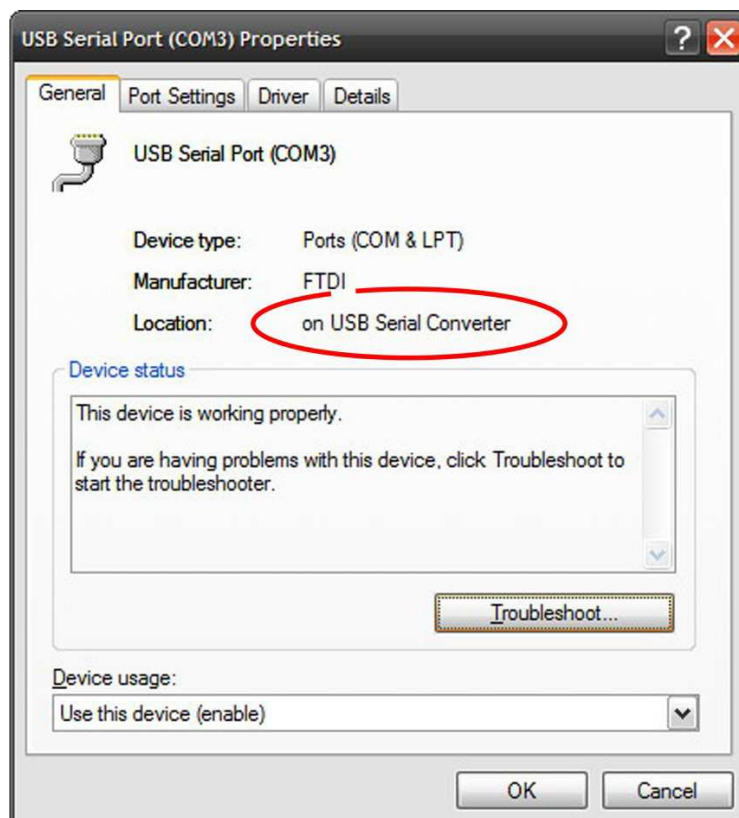 USB Serial Port (COM3) Properties
General Port Settings Driver Details
USB Serial Port (COM3)
Device type: Ports (COM & LPT)
Manufacturer: FTDI
Location: on USB Serial Converter
Device status
This device is working properly.
If you are having problems with this device, click Troubleshoot to
start the troubleshooter.
Troubleshoot...
Device usage:
Use this device (enable)
OK Cancel